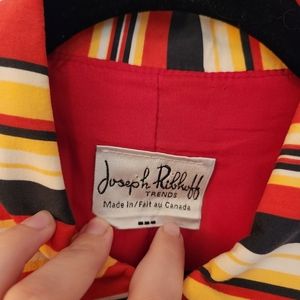 Joseph Ribkoff
TRENDS
Made In/Fait au Canada